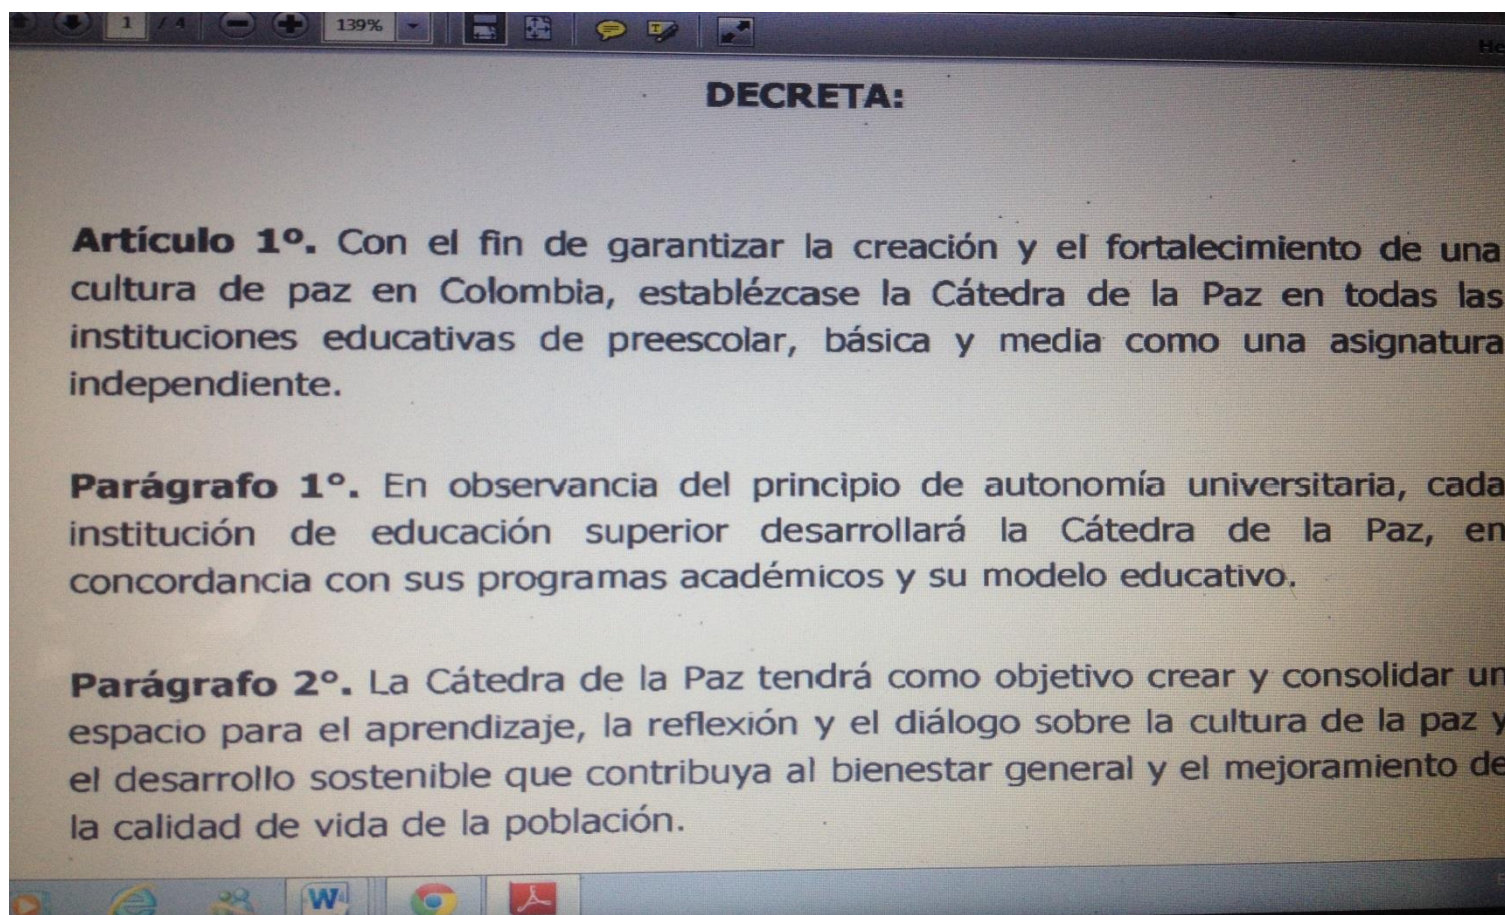 1 / 4 139%
DECRETA:
Artículo 1º. Con el fin de garantizar la creación y el fortalecimiento de una
cultura de paz en Colombia, establézcase la Cátedra de la Paz en todas las
instituciones educativas de preescolar, básica y media como una asignatura
independiente.
Parágrafo 1º. En observancia del principio de autonomía universitaria, cada
institución de educación superior desarrollará la Cátedra de la Paz, en
concordancia con sus programas académicos y su modelo educativo.
Parágrafo 2º. La Cátedra de la Paz tendrá como objetivo crear y consolidar un
espacio para el aprendizaje, la reflexión y el diálogo sobre la cultura de la paz y
el desarrollo sostenible que contribuya al bienestar general y el mejoramiento de
la calidad de vida de la población.
W